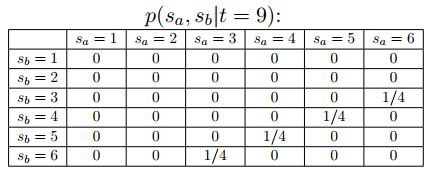 p(s_a, s_b|t = 9):
s_a = 1 s_a = 2 s_a = 3 s_a = 4 s_a = 5 s_a = 6
s_b = 1 0 0 0 0 0 0
s_b = 2 0 0 0 0 0 0
s_b = 3 0 0 0 0 0 1/4
s_b = 4 0 0 0 0 1/4 0
s_b = 5 0 0 0 1/4 0 0
s_b = 6 0 0 1/4 0 0 0